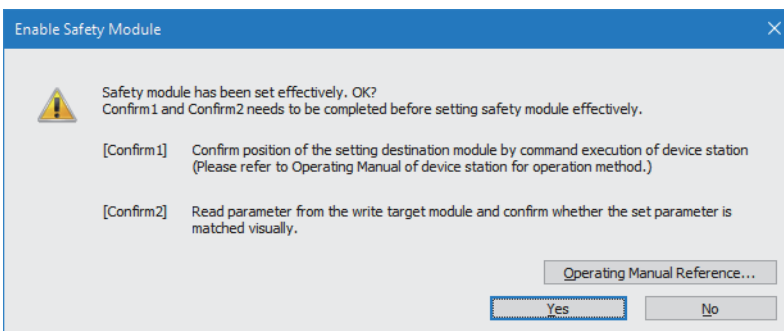 Enable Safety Module
Safety module has been set effectively. OK?
Confirm1 and Confirm2 needs to be completed before setting safety module effectively.
[Confirm1] Confirm position of the setting destination module by command execution of device station
(Please refer to Operating Manual of device station for operation method.)
[Confirm2] Read parameter from the write target module and confirm whether the set parameter is
matched visually.
Operating Manual Reference...
Yes No